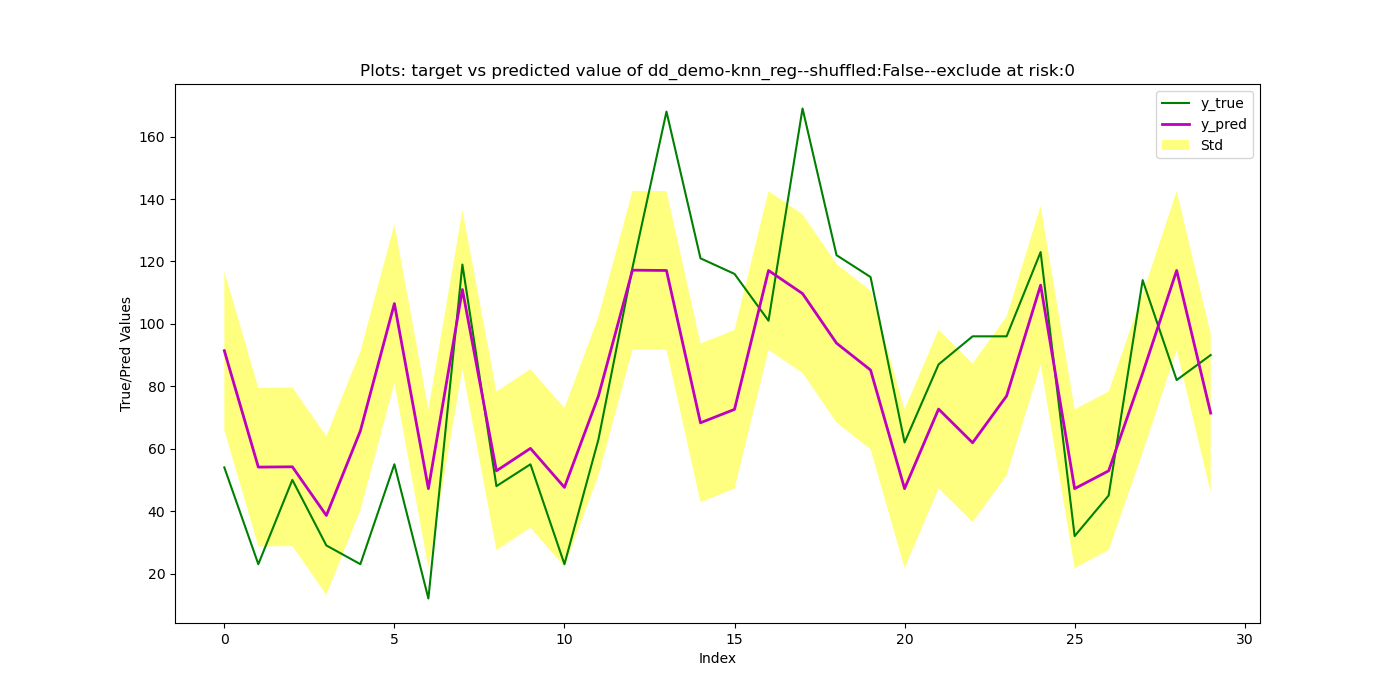 Plots: target vs predicted value of dd_demo-knn_reg--shuffled:False--exclude at risk:0
y_true
y_pred
Std
True/Pred Values
160
140
120
100
80
60
40
20
0 5 10 15 20 25 30
Index